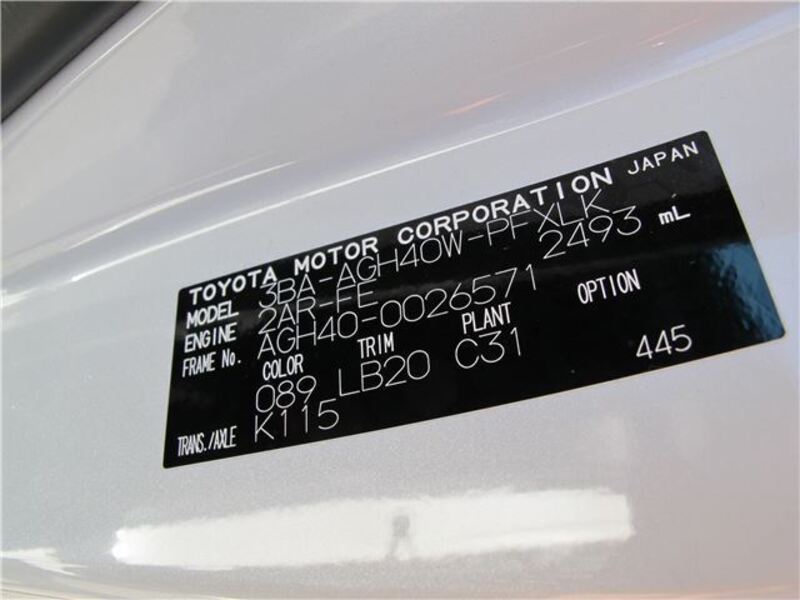 TOYOTA MOTOR CORPORATION JAPAN
MODEL 3BA-AGH40W-PFXLK
ENGINE 2AR-FE 2493 mL
FRAME No. AGH40-0026571
COLOR TRIM PLANT OPTION
089 LB20 C31 445
TRANS./AXLE K115